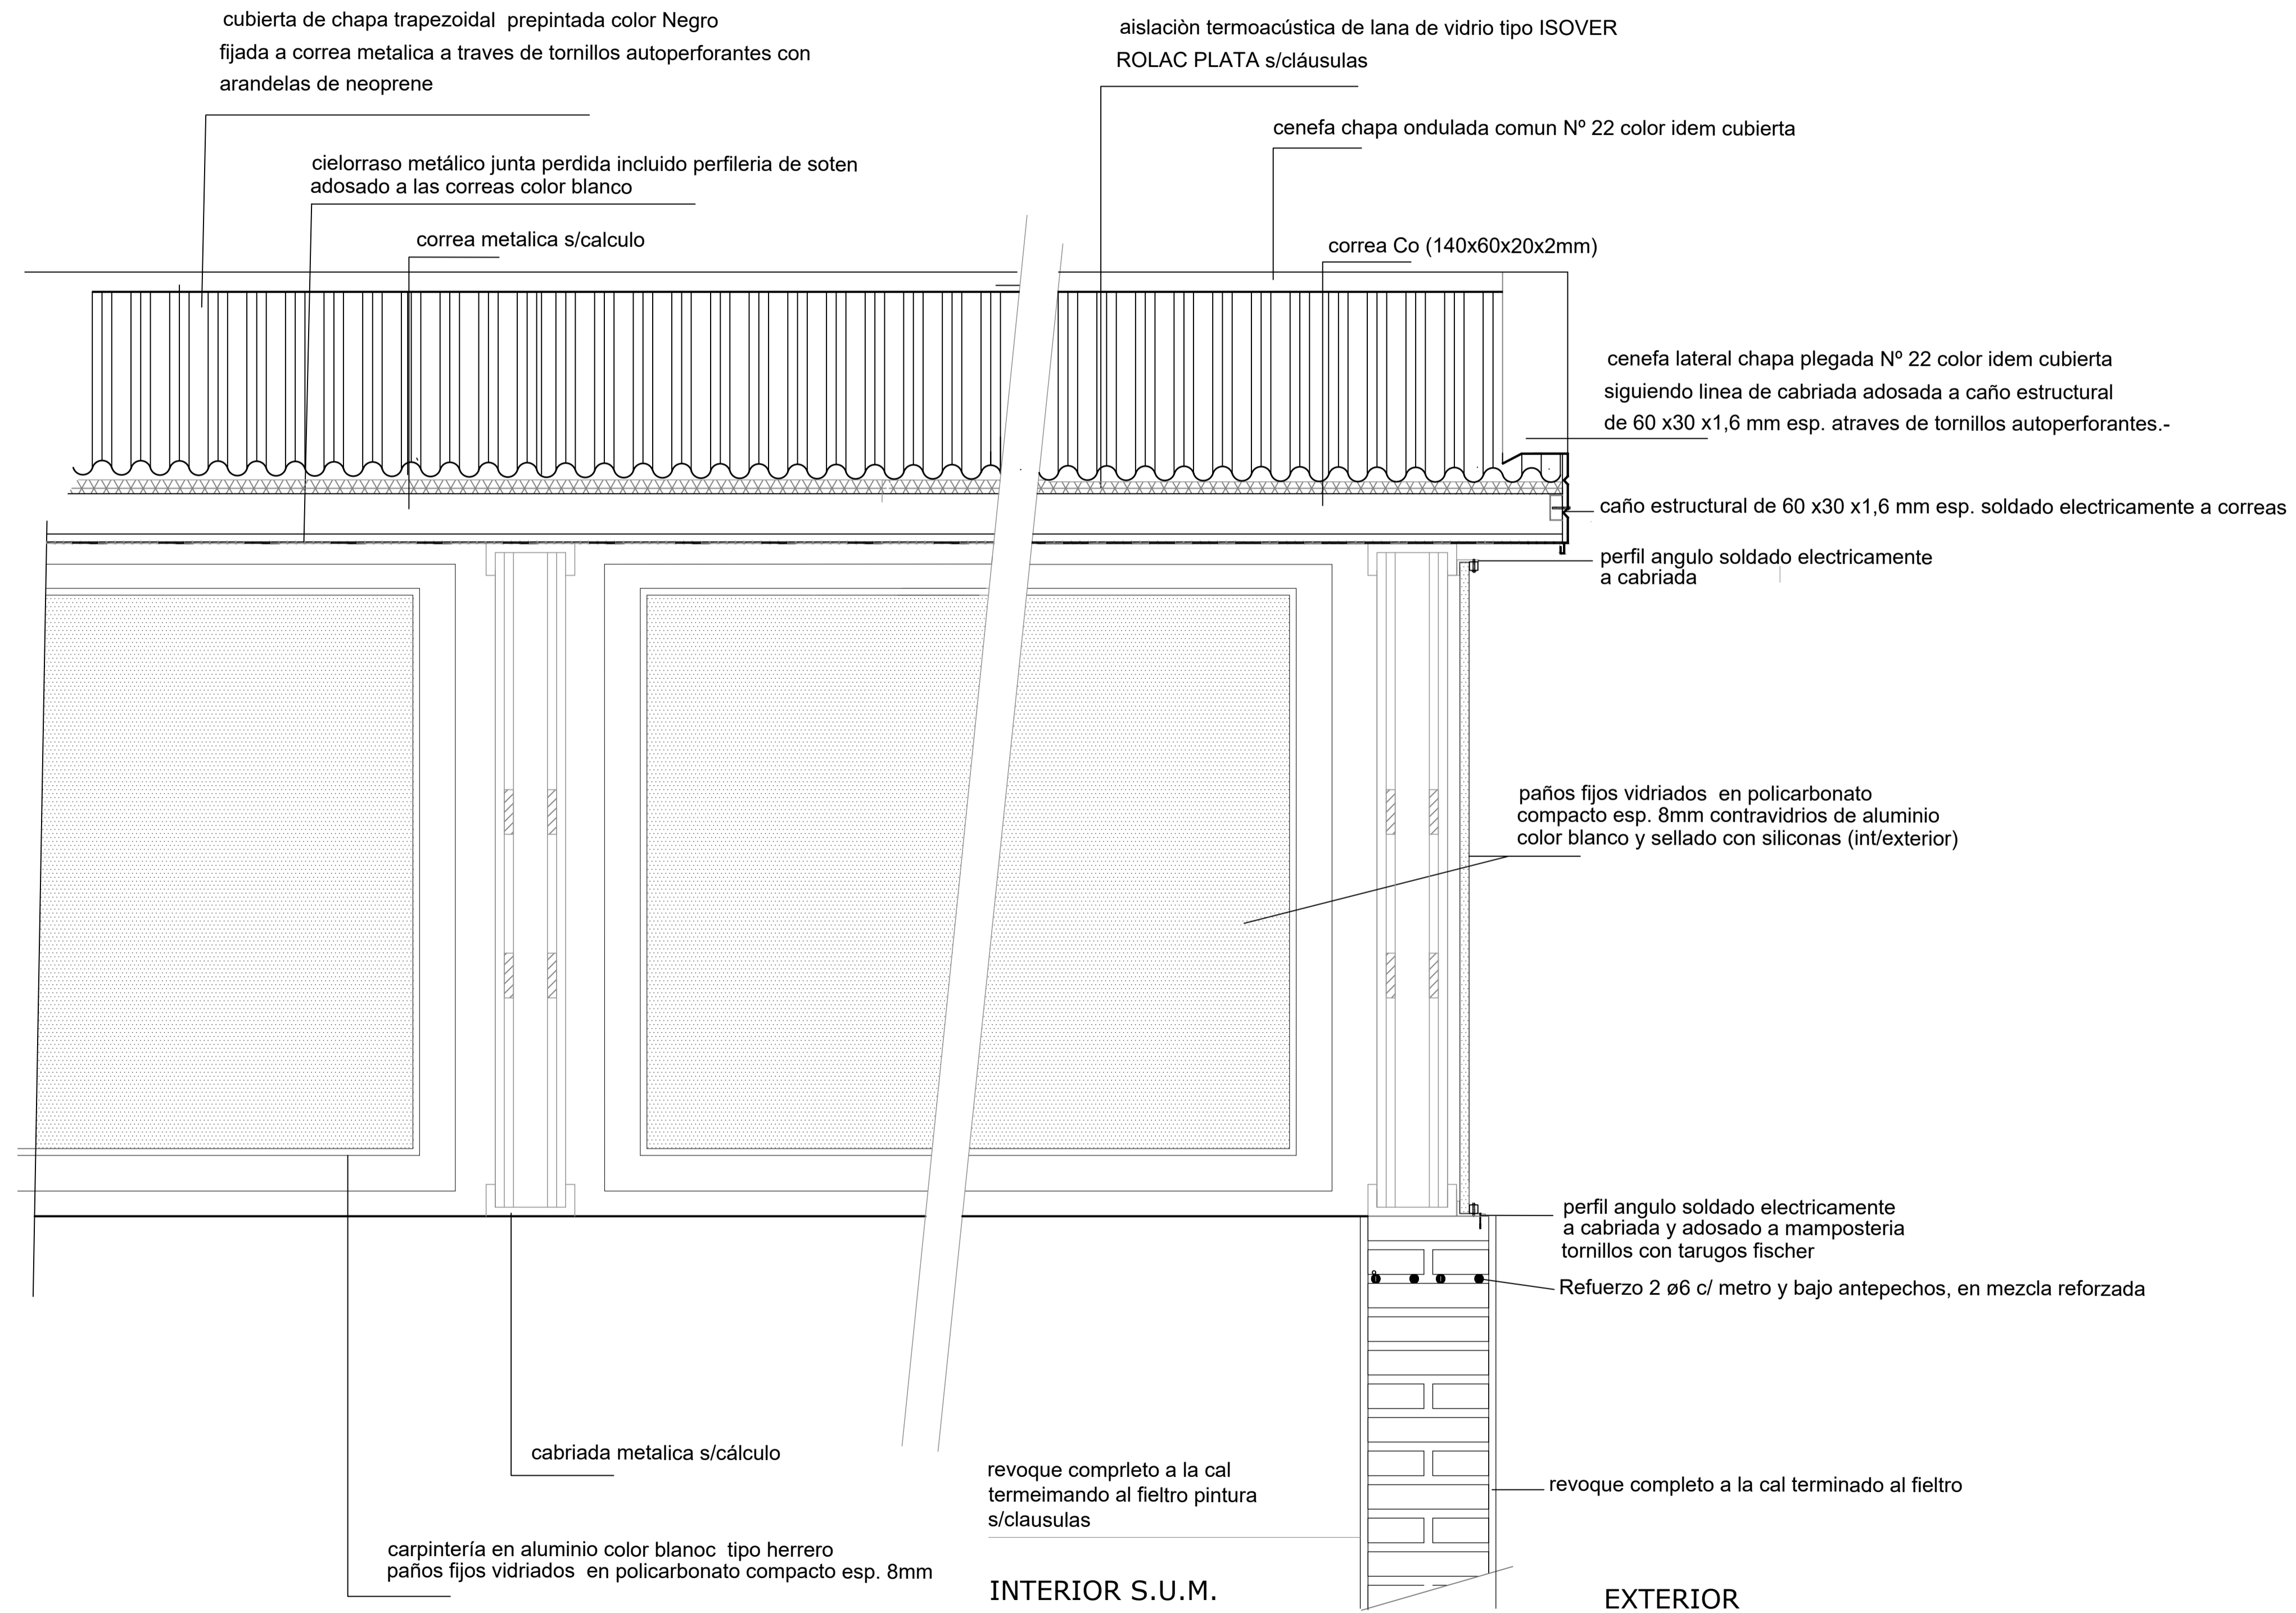 cubierta de chapa trapezoidal prepintada color Negro
fijada a correa metalica a traves de tornillos autoperforantes con
arandelas de neoprene
aislaciòn termoacústica de lana de vidrio tipo ISOVER
ROLAC PLATA s/cláusulas
cenefa chapa ondulada comun Nº 22 color idem cubierta
cielorraso metálico junta perdida incluido perfileria de soten
adosado a las correas color blanco
correa metalica s/calculo
correa Co (140x60x20x2mm)
cenefa lateral chapa plegada Nº 22 color idem cubierta
siguiendo linea de cabriada adosada a caño estructural
de 60 x30 x1,6 mm esp. atraves de tornillos autoperforantes.-
caño estructural de 60 x30 x1,6 mm esp. soldado electricamente a correas
perfil angulo soldado electricamente
a cabriada
paños fijos vidriados en policarbonato
compacto esp. 8mm contravidrios de aluminio
color blanco y sellado con siliconas (int/exterior)
perfil angulo soldado electricamente
a cabriada y adosado a mamposteria
tornillos con tarugos fischer
Refuerzo 2 ø6 c/ metro y bajo antepechos, en mezcla reforzada
cabriada metalica s/cálculo
revoque comprleto a la cal
termeimando al fieltro pintura
s/clausulas
revoque completo a la cal terminado al fieltro
carpintería en aluminio color blanoc tipo herrero
paños fijos vidriados en policarbonato compacto esp. 8mm
INTERIOR S.U.M.
EXTERIOR